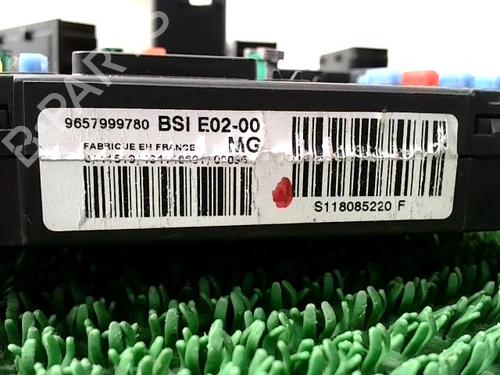 9657999780 BSI E02-00
FABRIQUE EN FRANCE MG
S118085220 F